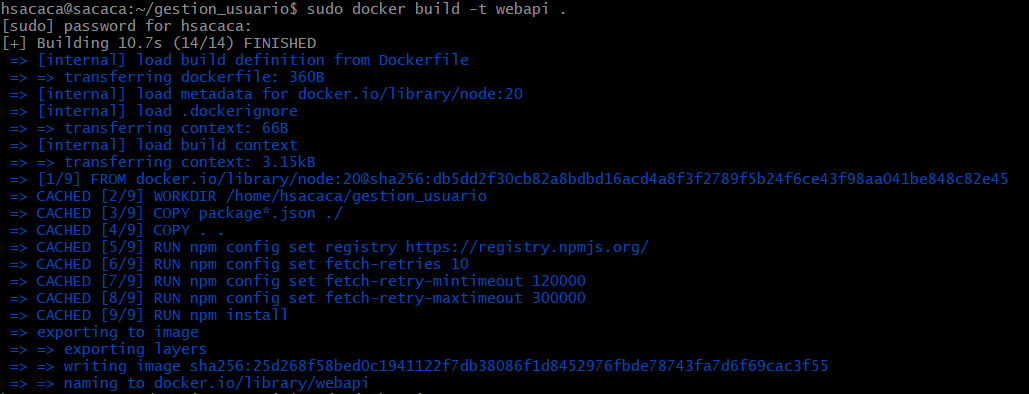 hsacaca@sacaca:~/gestion_usuario$ sudo docker build -t webapi .
[sudo] password for hsacaca:
[+] Building 10.7s (14/14) FINISHED
=> [internal] load build definition from Dockerfile
=> => transferring dockerfile: 360B
=> [internal] load metadata for docker.io/library/node:20
=> [internal] load .dockerignore
=> => transferring context: 66B
=> [internal] load build context
=> => transferring context: 3.15kB
=> [1/9] FROM docker.io/library/node:20@sha256:db5dd2f30cb82a8bdbd16acd4a8f3f2789f5b24f6ce43f98aa041be848c82e45
=> CACHED [2/9] WORKDIR /home/hsacaca/gestion_usuario
=> CACHED [3/9] COPY package*.json ./
=> CACHED [4/9] COPY . .
=> CACHED [5/9] RUN npm config set registry https://registry.npmjs.org/
=> CACHED [6/9] RUN npm config set fetch-retries 10
=> CACHED [7/9] RUN npm config set fetch-retry-mintimeout 120000
=> CACHED [8/9] RUN npm config set fetch-retry-maxtimeout 300000
=> CACHED [9/9] RUN npm install
=> exporting to image
=> => exporting layers
=> => writing image sha256:25d268f58bed0c1941122f7db38086f1d8452976fbde78743fa7d6f69cac3f55
=> => naming to docker.io/library/webapi